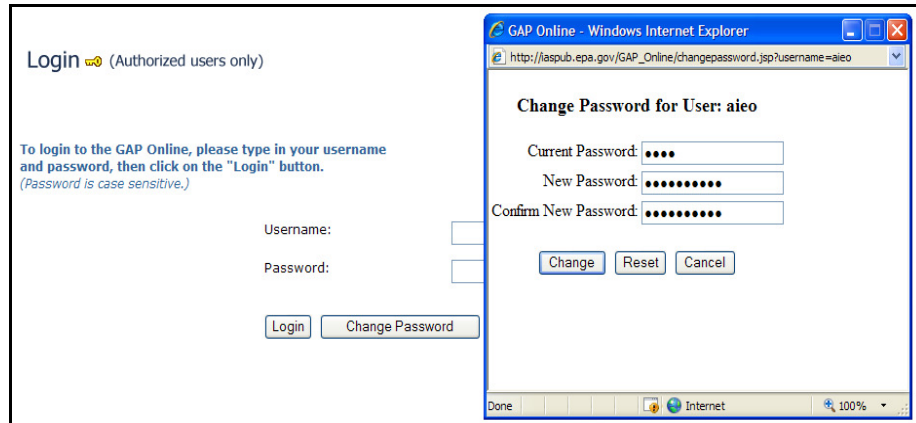 Login (Authorized users only)
To login to the GAP Online, please type in your username
and password, then click on the "Login" button.
(Password is case sensitive.)
Username:
Password:
Login Change Password
GAP Online - Windows Internet Explorer
http://iaspub.epa.gov/GAP_Online/changepassword.jsp?username=aieo
Change Password for User: aieo
Current Password: ••••
New Password: ••••••••••
Confirm New Password: ••••••••••
Change Reset Cancel
Done Internet 100%